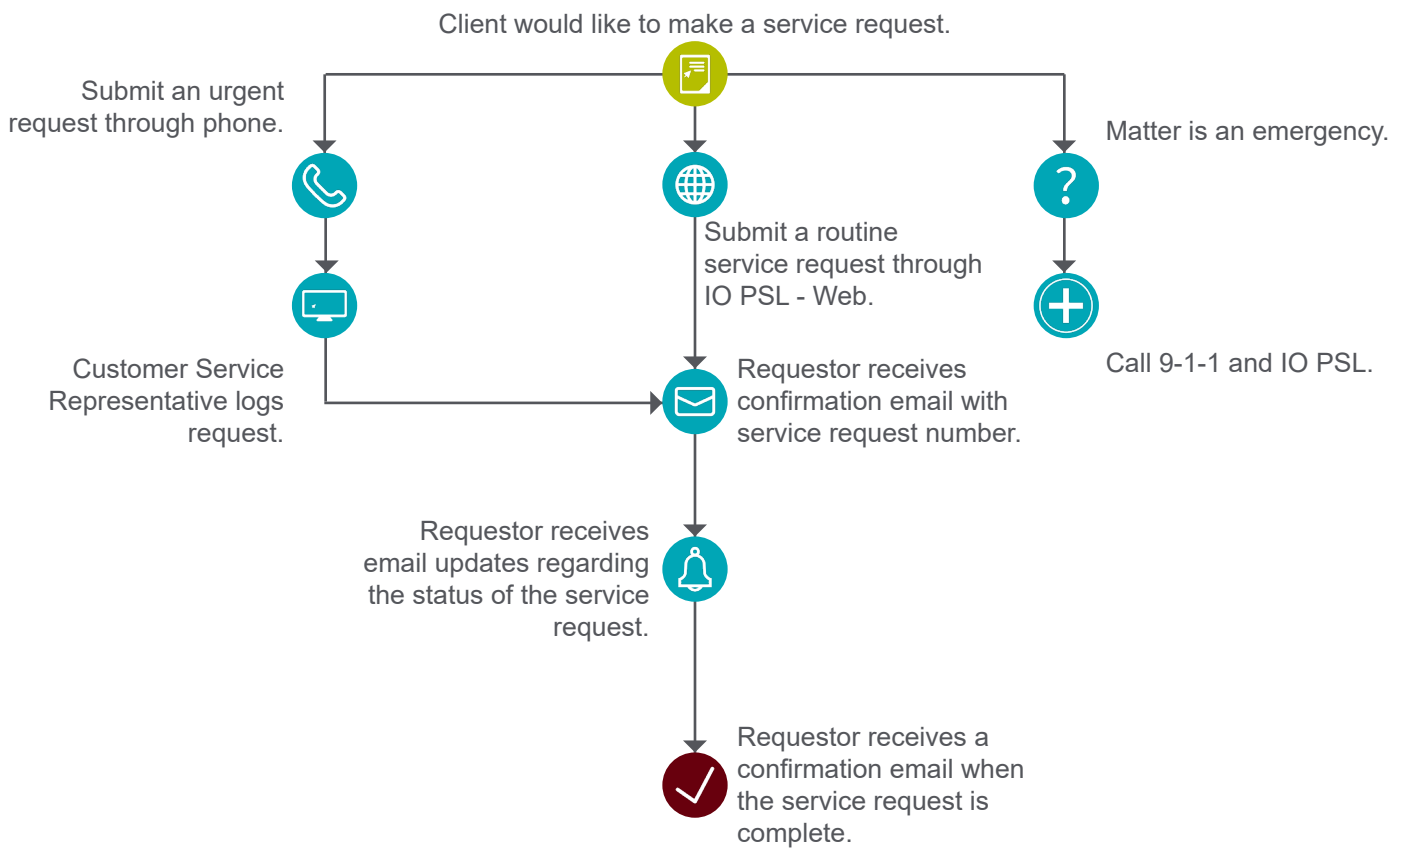 Client would like to make a service request.
Submit an urgent
request through phone.
Matter is an emergency.
?
Submit a routine
service request through
IO PSL - Web.
Customer Service
Representative logs
request.
Requestor receives
confirmation email with
service request number.
Call 9-1-1 and IO PSL.
Requestor receives
email updates regarding
the status of the service
request.
Requestor receives a
confirmation email when
the service request is
complete.